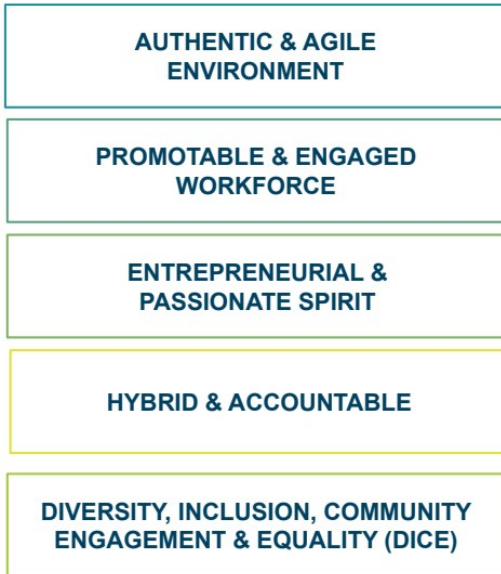 AUTHENTIC & AGILE
ENVIRONMENT
PROMOTABLE & ENGAGED
WORKFORCE
ENTREPRENEURIAL &
PASSIONATE SPIRIT
HYBRID & ACCOUNTABLE
DIVERSITY, INCLUSION, COMMUNITY
ENGAGEMENT & EQUALITY (DICE)